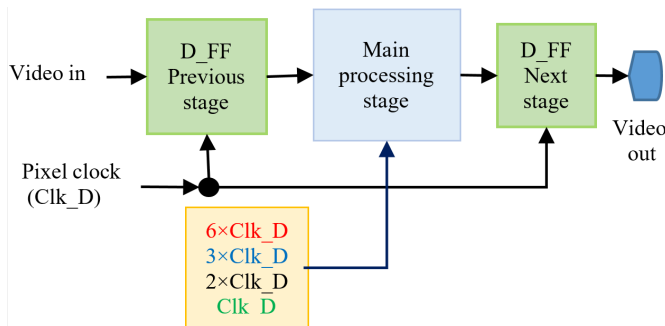 Video in
D_FF
Previous
stage
Main
processing
stage
D_FF
Next
stage
Video
out
Pixel clock
(Clk_D)
6×Clk_D
3×Clk_D
2×Clk_D
Clk_D